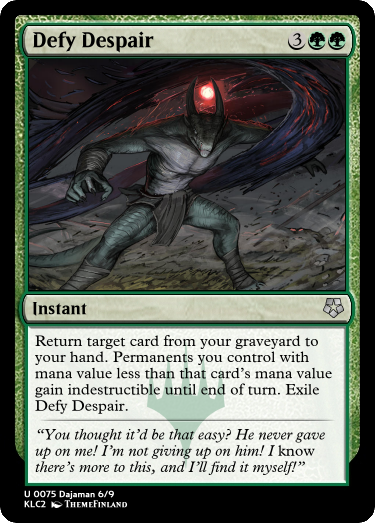 Defy Despair 3
Instant
Return target card from your graveyard to
your hand. Permanents you control with
mana value less than that card's mana value
gain indestructible until end of turn. Exile
Defy Despair.
“You thought it'd be that easy? He never gave
up on me! I'm not giving up on him! I know
there's more to this, and I'll find it myself!”
U 0075 Dajaman 6/9
KLC2 ThemeFinland